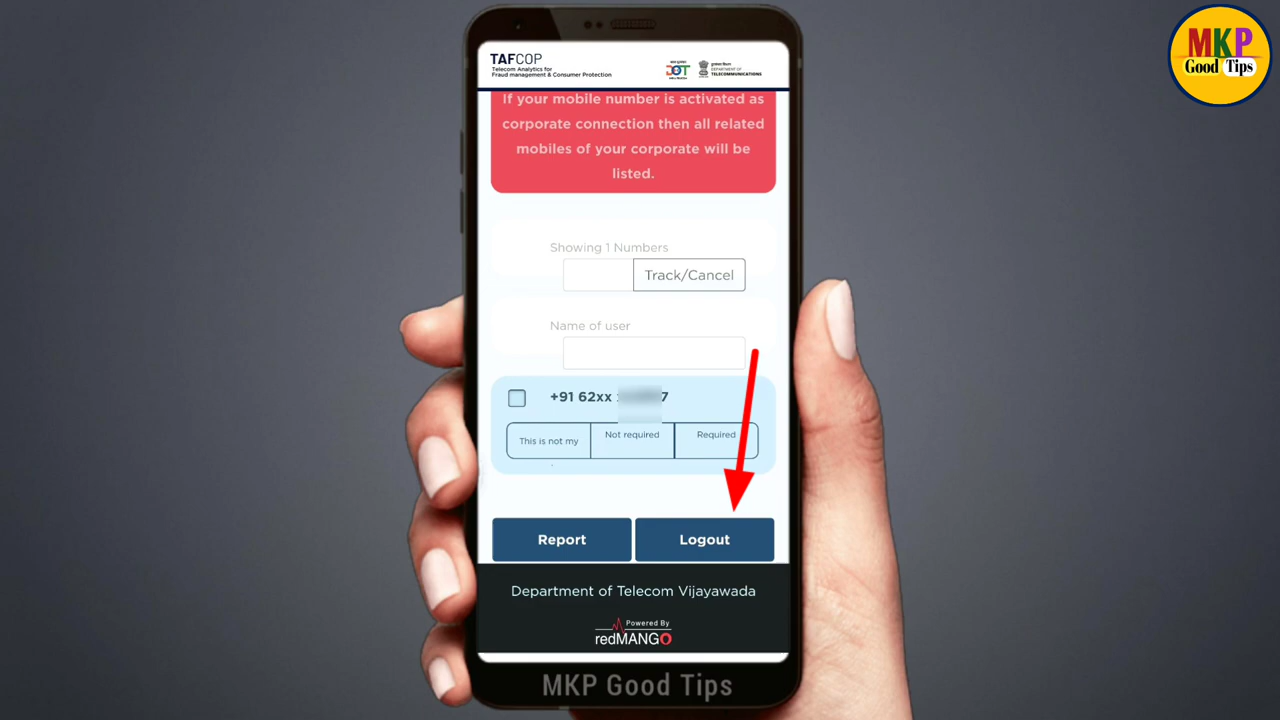 MKP
Good Tips
TAFCOP
Telecom Analytics for
Fraud management & Consumer Protection
DOT
DEPARTMENT OF
TELECOMMUNICATIONS
If your mobile number is activated as
corporate connection then all related
mobiles of your corporate will be
listed.
Showing 1 Numbers
Track/Cancel
Name of user
+91 62xx 7
This is not my
Not required
Required
Report
Logout
Department of Telecom Vijayawada
Powered By
redMANGO
MKP Good Tips